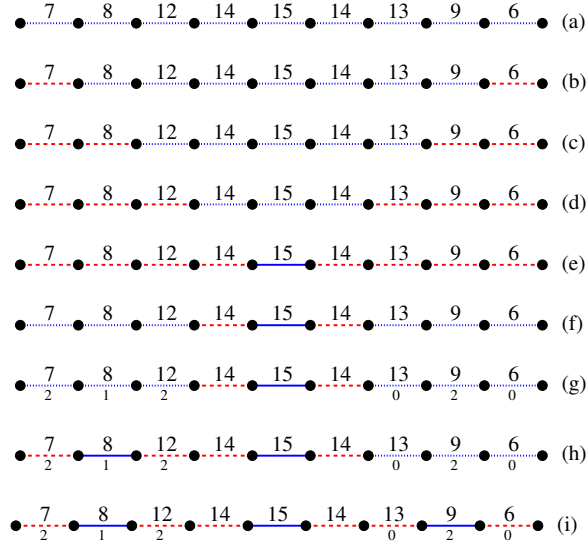 7 8 12 14 15 14 13 9 6 (a)
7 8 12 14 15 14 13 9 6 (b)
7 8 12 14 15 14 13 9 6 (c)
7 8 12 14 15 14 13 9 6 (d)
7 8 12 14 15 14 13 9 6 (e)
7 8 12 14 15 14 13 9 6 (f)
7 8 12 14 15 14 13 9 6 (g)
2 1 2 0 2 0
7 8 12 14 15 14 13 9 6 (h)
2 1 2 0 2 0
7 8 12 14 15 14 13 9 6 (i)
2 1 2 0 2 0